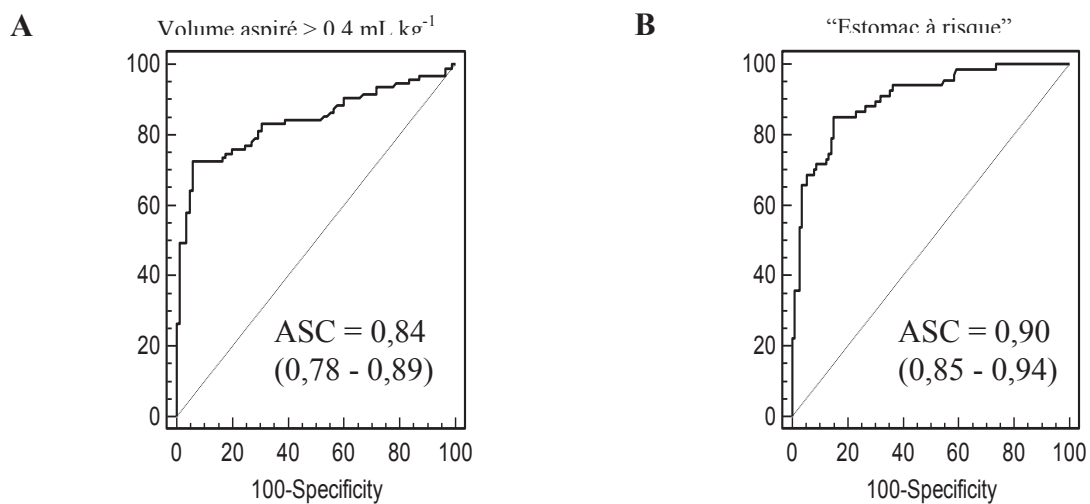 A
Volume aspiré > 0.4 mL kg-1
100
80
60
40
20
0
ASC = 0,84
(0,78 - 0,89)
0 20 40 60 80 100
100-Specificity
B
“Estomac à risque”
100
80
60
40
20
0
ASC = 0,90
(0,85 - 0,94)
0 20 40 60 80 100
100-Specificity